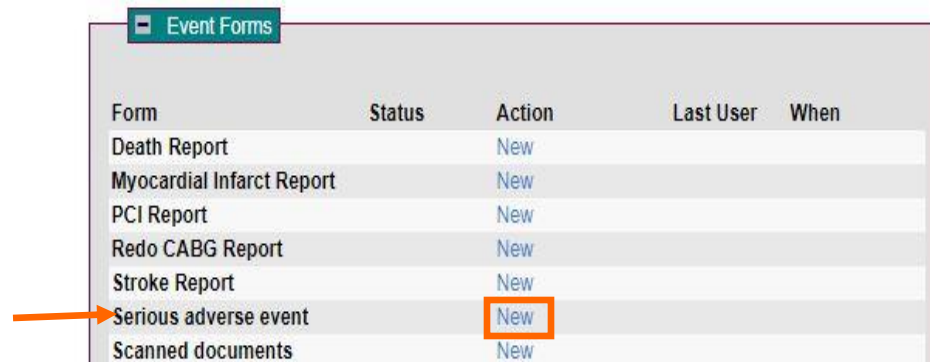 Event Forms
Form Status Action Last User When
Death Report New
Myocardial Infarct Report New
PCI Report New
Redo CABG Report New
Stroke Report New
Serious adverse event New
Scanned documents New